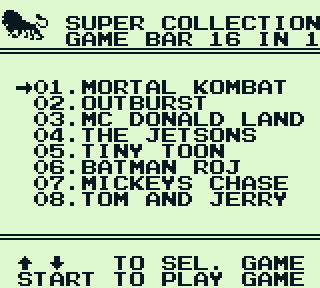 SUPER COLLECTION
GAME BAR 16 IN 1
→01.MORTAL KOMBAT
02.OUTBURST
03.MC DONALD LAND
04.THE JETSONS
05.TINY TOON
06.BATMAN ROJ
07.MICKEYS CHASE
08.TOM AND JERRY
↑ ↓ TO SEL. GAME
START TO PLAY GAME